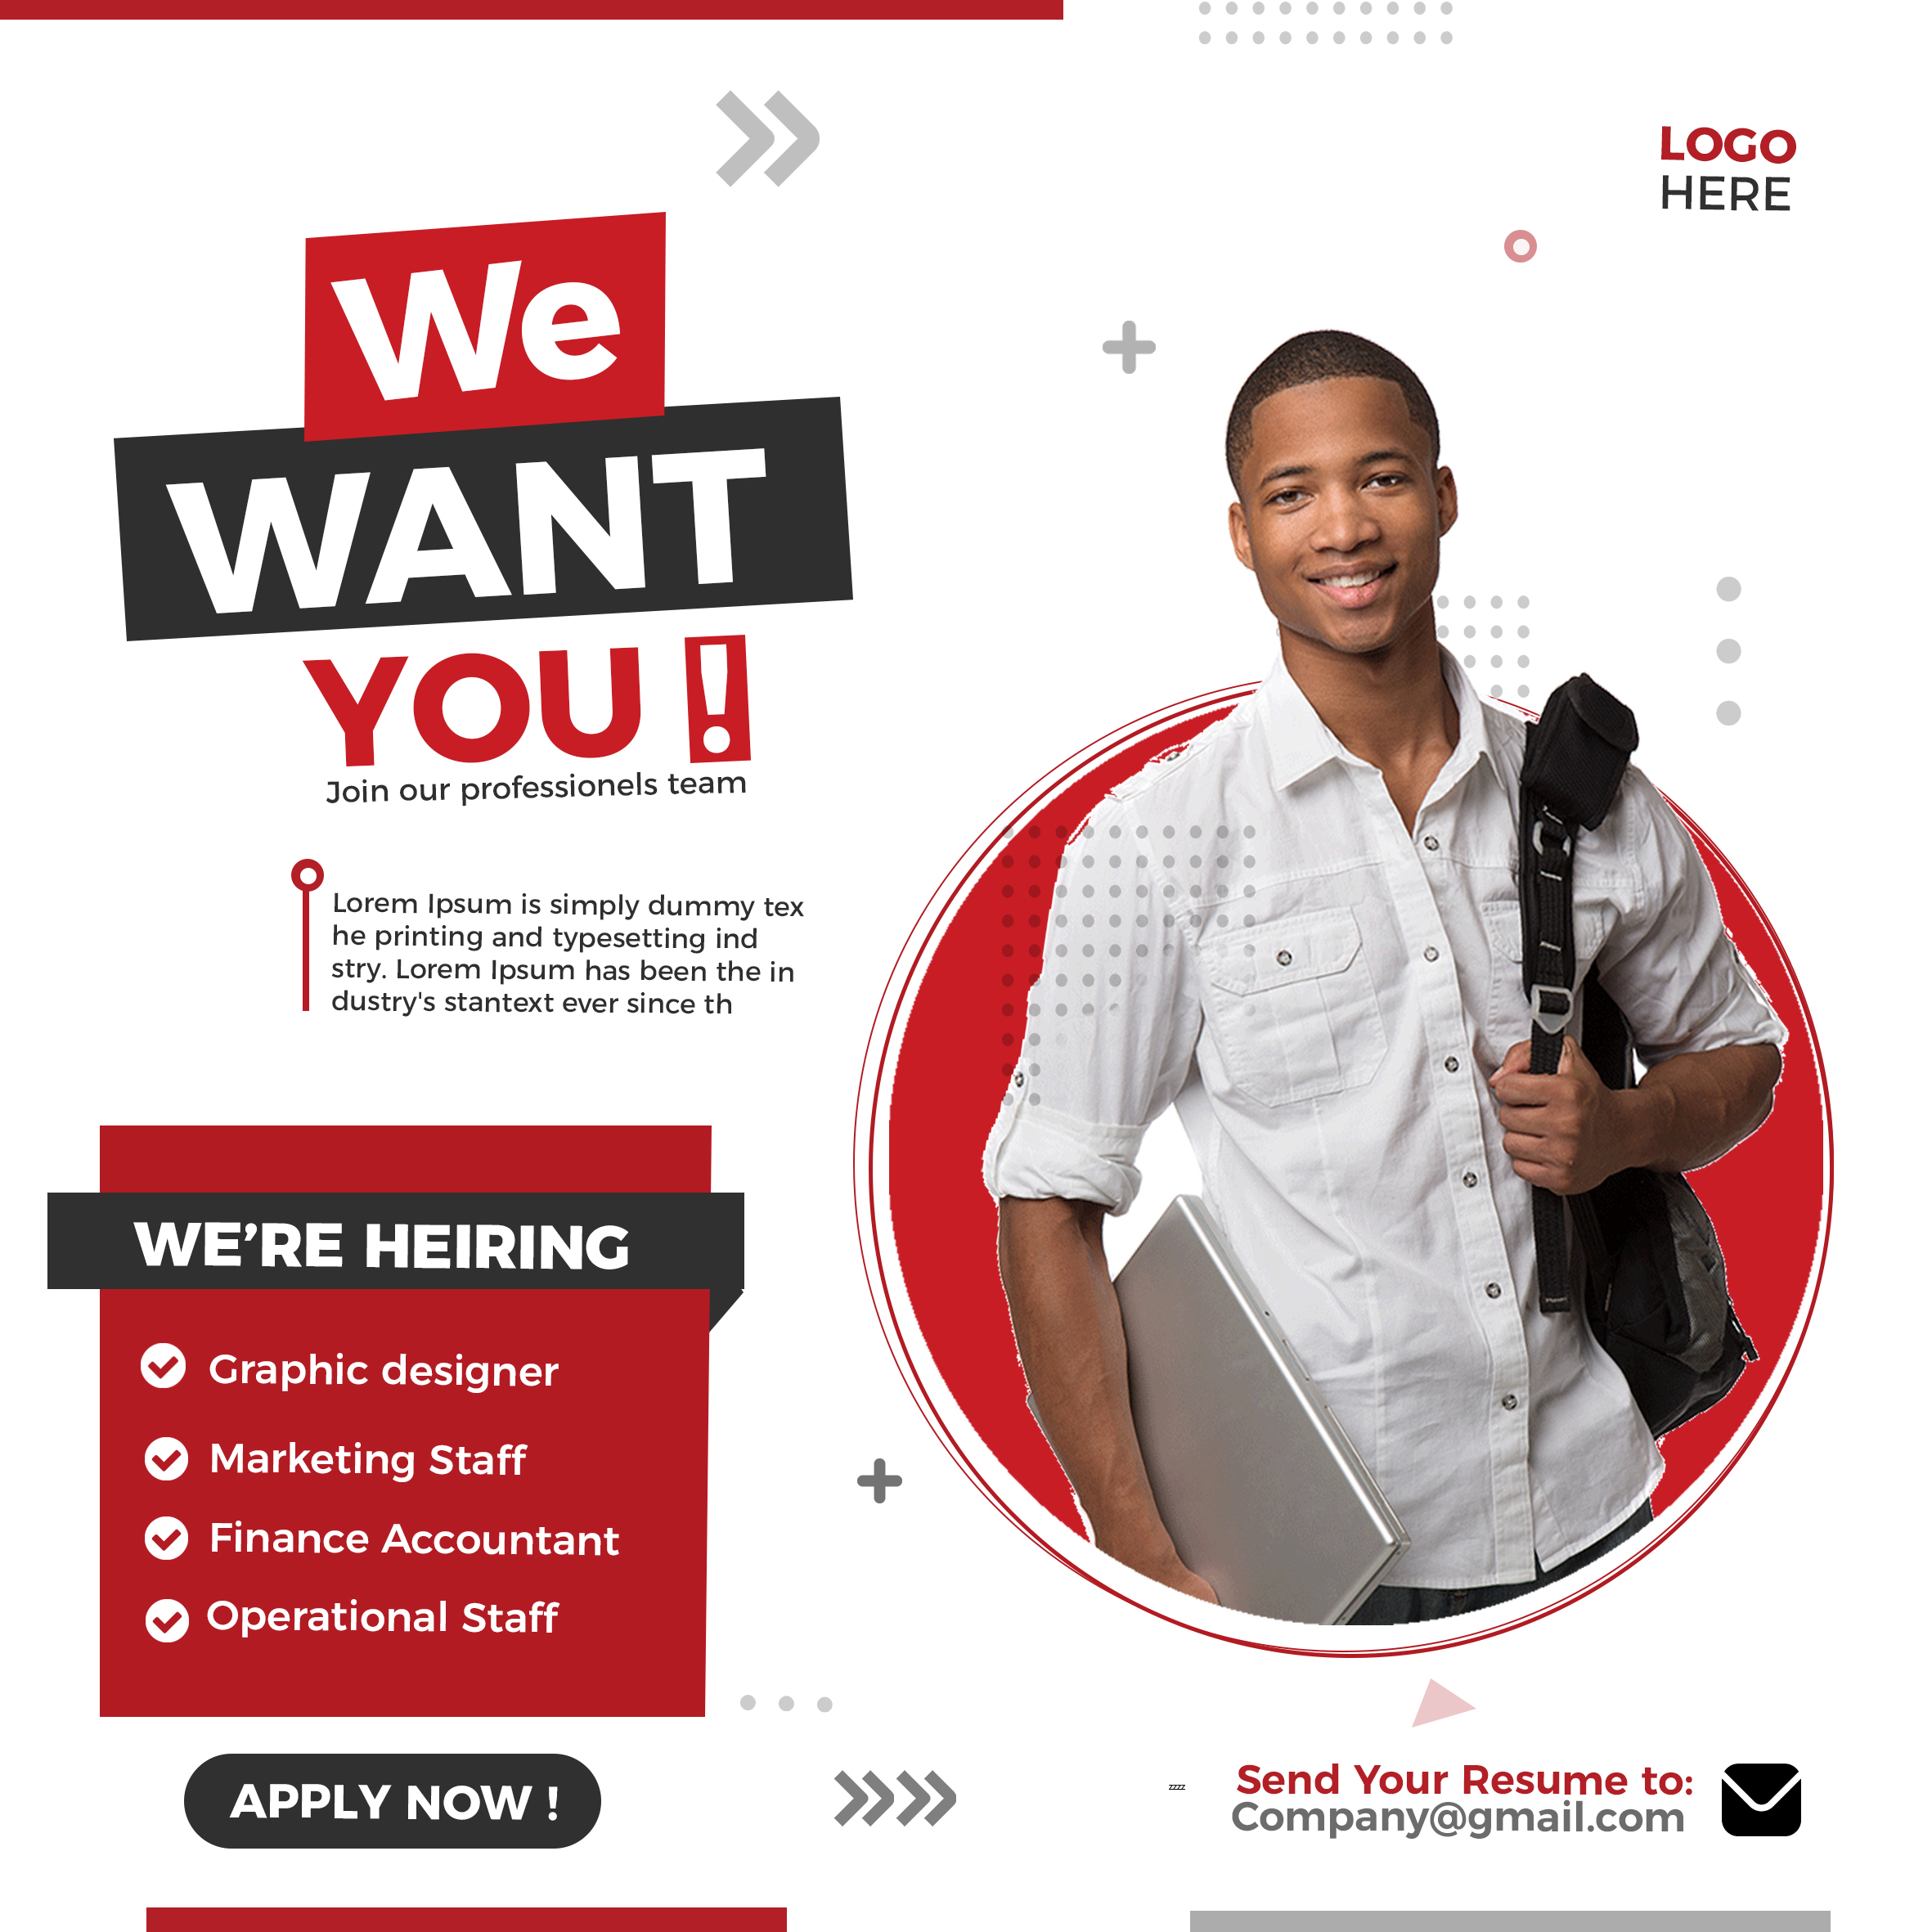 LOGO
HERE
We
WANT
YOU !
Join our professionels team
Lorem Ipsum is simply dummy tex
he printing and typesetting ind
stry. Lorem Ipsum has been the in
dustry's stantext ever since th
WE’RE HEIRING
Graphic designer
Marketing Staff
Finance Accountant
Operational Staff
APPLY NOW !
zzzz
Send Your Resume to:
Company@gmail.com